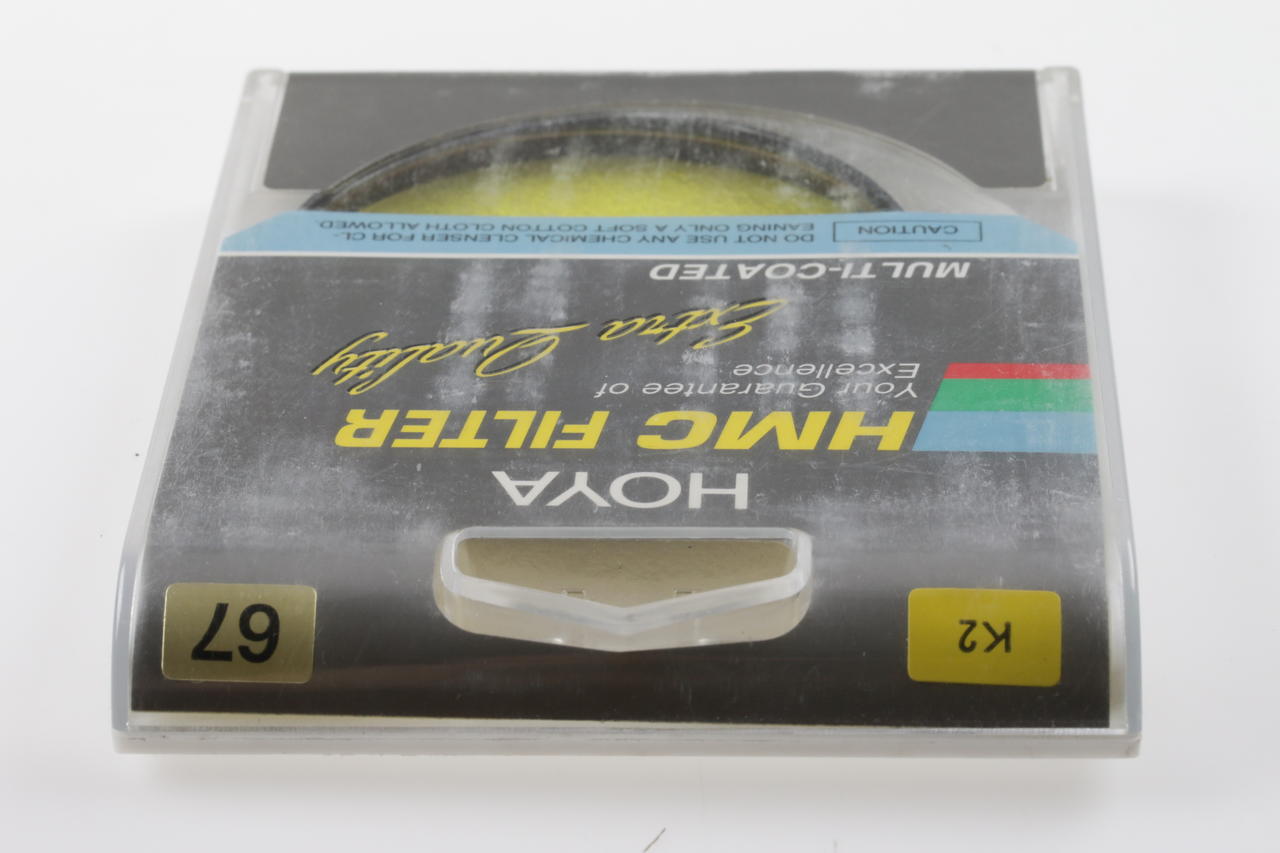 K2
67
HOYA
HMC FILTER
Your Guarantee of
Excellence
Extra Quality
MULTI-COATED
CAUTION
DO NOT USE ANY CHEMICAL CLENSER FOR CL-
EANING ONLY A SOFT COTTON CLOTH ALLOWED.